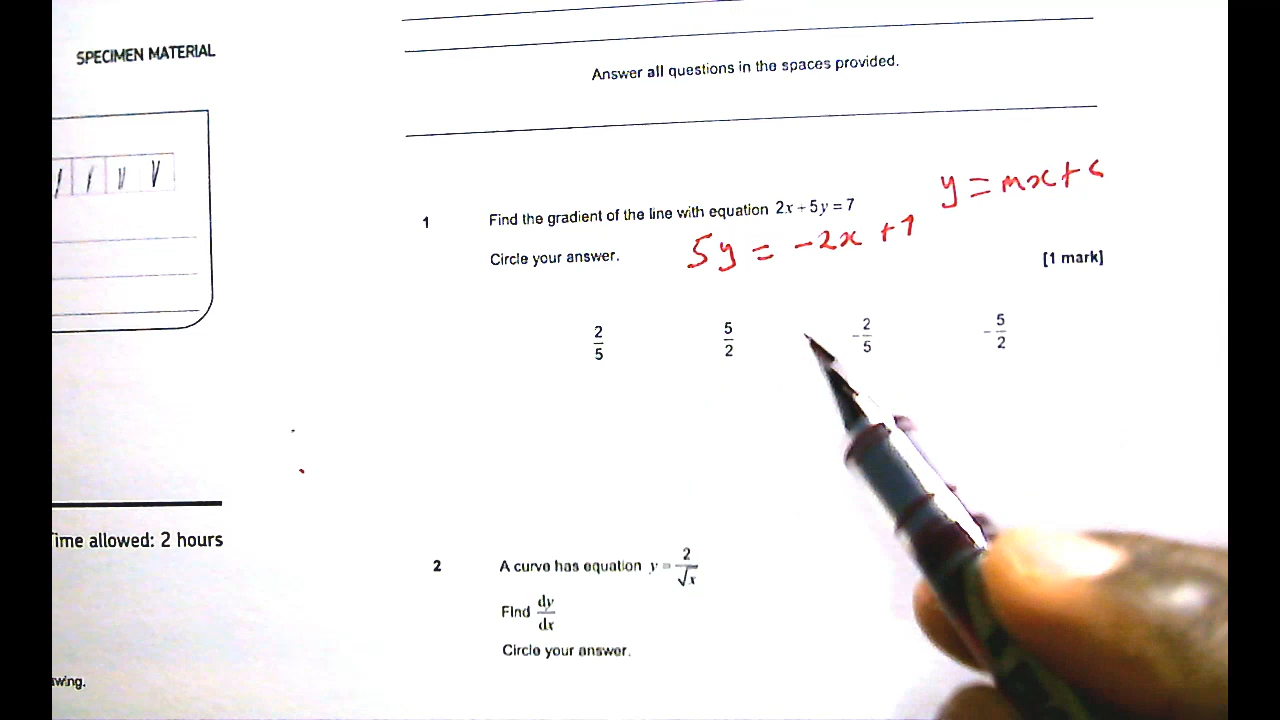 SPECIMEN MATERIAL
Answer all questions in the spaces provided.
y = mx + c
1 Find the gradient of the line with equation 2x + 5y = 7
5y = -2x + 7
Circle your answer.
[1 mark]
2/5 5/2 -2/5 -5/2
Time allowed: 2 hours
2 A curve has equation y = 2/√x
Find dy/dx
Circle your answer.